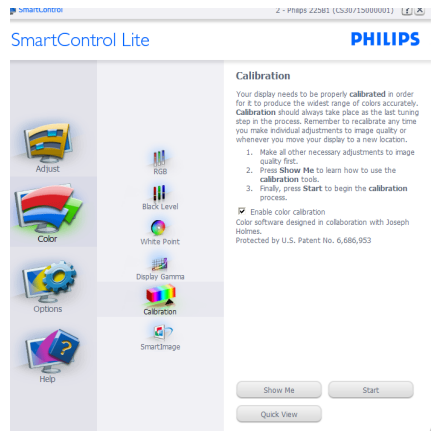 SmartControl
2 - Philips 225B1 (CS30715000001)
SmartControl Lite
PHILIPS
Adjust
Color
Options
Help
RGB
Black Level
White Point
Display Gamma
Calibration
SmartImage
Calibration
Your display needs to be properly calibrated in order
for it to produce the widest range of colors accurately.
Calibration should always take place as the last tuning
step in the process. Remember to recalibrate any time
you make individual adjustments to image quality or
whenever you move your display to a new location.
1. Make all other necessary adjustments to image
quality first.
2. Press Show Me to learn how to use the
calibration tools.
3. Finally, press Start to begin the calibration
process.
Enable color calibration
Color software designed in collaboration with Joseph
Holmes.
Protected by U.S. Patent No. 6,686,953
Show Me
Start
Quick View